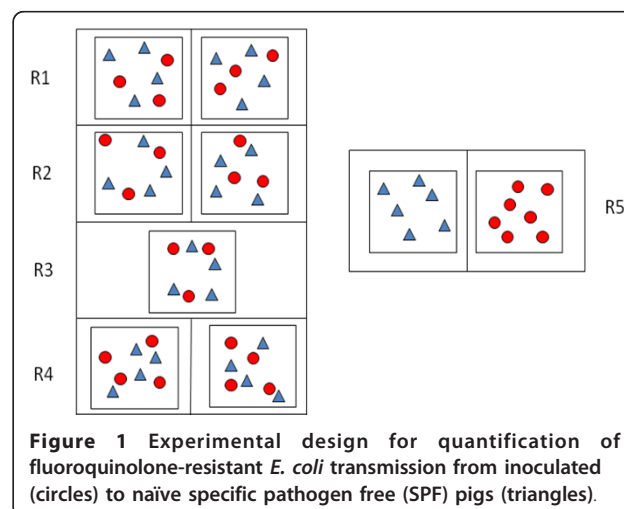 R1
R2
R3
R4
R5
Figure 1 Experimental design for quantification of
fluoroquinolone-resistant E. coli transmission from inoculated
(circles) to naïve specific pathogen free (SPF) pigs (triangles).